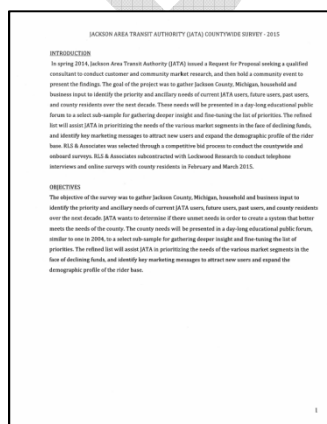 JACKSON AREA TRANSIT AUTHORITY (JATA) COUNTYWIDE SURVEY - 2015
INTRODUCTION
In spring 2014, Jackson Area Transit Authority (JATA) issued a Request for Proposal seeking a qualified
consultant to conduct customer and community market research, and then hold a community event to
present the findings. The goal of the project was to gather Jackson County, Michigan, household and
business input to identify the priority and ancillary needs of current JATA users, future users, past users,
and county residents over the next decade. These needs will be presented in a day-long educational public
forum to a select sub-sample for gathering deeper insight and fine-tuning the list of priorities. The refined
list will assist JATA in prioritizing the needs of the various market segments in the face of declining funds,
and identify key marketing messages to attract new users and expand the demographic profile of the rider
base. RLS & Associates was selected through a competitive bid process to conduct the countywide and
onboard surveys. RLS & Associates subcontracted with Lockwood Research to conduct telephone
interviews and online surveys with county residents in February and March 2015.
OBJECTIVES
The objective of the survey was to gather Jackson County, Michigan, household and business input to
identify the priority and ancillary needs of current JATA users, future users, past users, and county residents
over the next decade. JATA wants to determine if there unmet needs in order to create a system that better
meets the needs of the county. The county needs will be presented in a day-long educational public forum,
similar to one in 2004, to a select sub-sample for gathering deeper insight and fine-tuning the list of
priorities. The refined list will assist JATA in prioritizing the needs of the various market segments in the
face of declining funds, and identify key marketing messages to attract new users and expand the
demographic profile of the rider base.
1